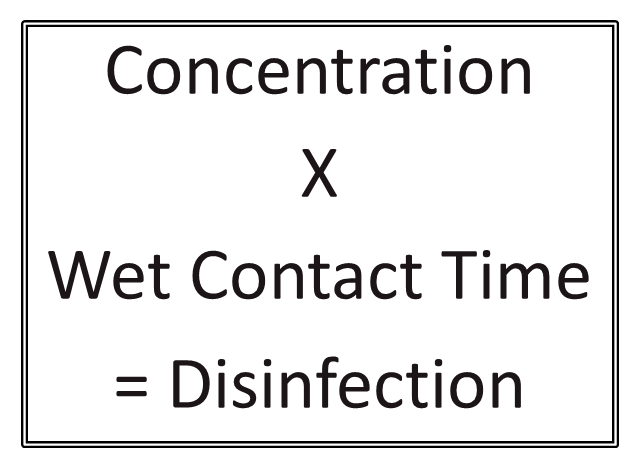 Concentration
X
Wet Contact Time
= Disinfection